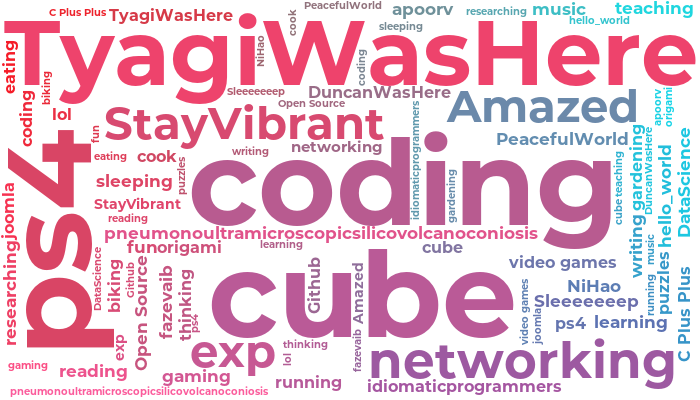 C Plus Plus
TyagiWasHere
cook
PeacefulWorld
apoorv
researching
music
teaching
hello_world
sleeping
eating
TyagiWasHere
NiHao
coding
biking
Sleeeeeeep
DuncanWasHere
Open Source
Amazed
apoorv
origami
coding
lol
StayVibrant
fun
networking
writing
PeacefulWorld
idiomaticprogrammers
eating
cook
puzzles
coding
gardening
cube
teaching
gardening
DuncanWasHere
hello_world
DataScience
sleeping
StayVibrant
reading
ps4
joomla
researching
pneumonoultramicroscopicsilicovolcanoconiosis
funorigami
learning
cube
video games
writing
music
puzzles
running
DataScience
biking
Github
Open Source
fazevaib
thinking
ps4
cube
Github
Amazed
fazevaib
NiHao
Sleeeeeeep
video games
joomla
ps4
learning
C Plus Plus
exp
exp
thinking
lol
networking
gaming
reading
gaming
running
idiomaticprogrammers
pneumonoultramicroscopicsilicovolcanoconiosis